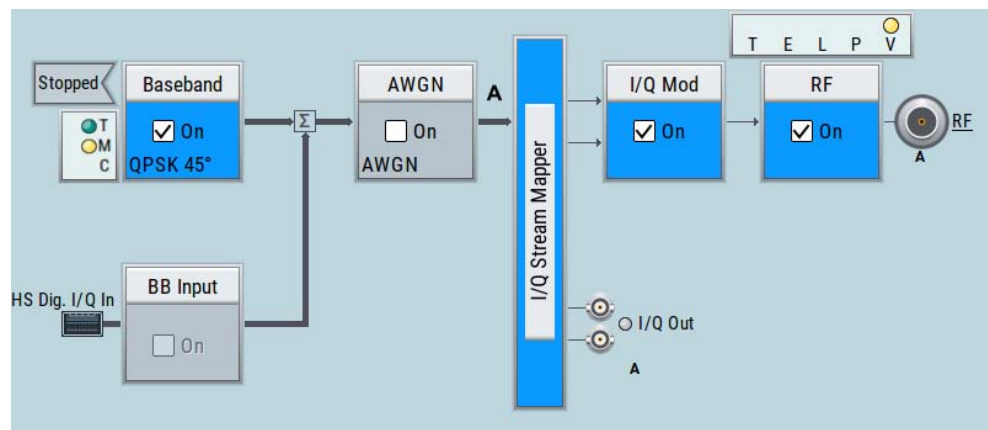 T E L P V
Stopped
Baseband
On
QPSK 45°
T
M
C
Σ
AWGN
On
AWGN
A
I/Q Stream Mapper
I/Q Mod
On
RF
On
RF
A
HS Dig. I/Q In
BB Input
On
I/Q Out
A